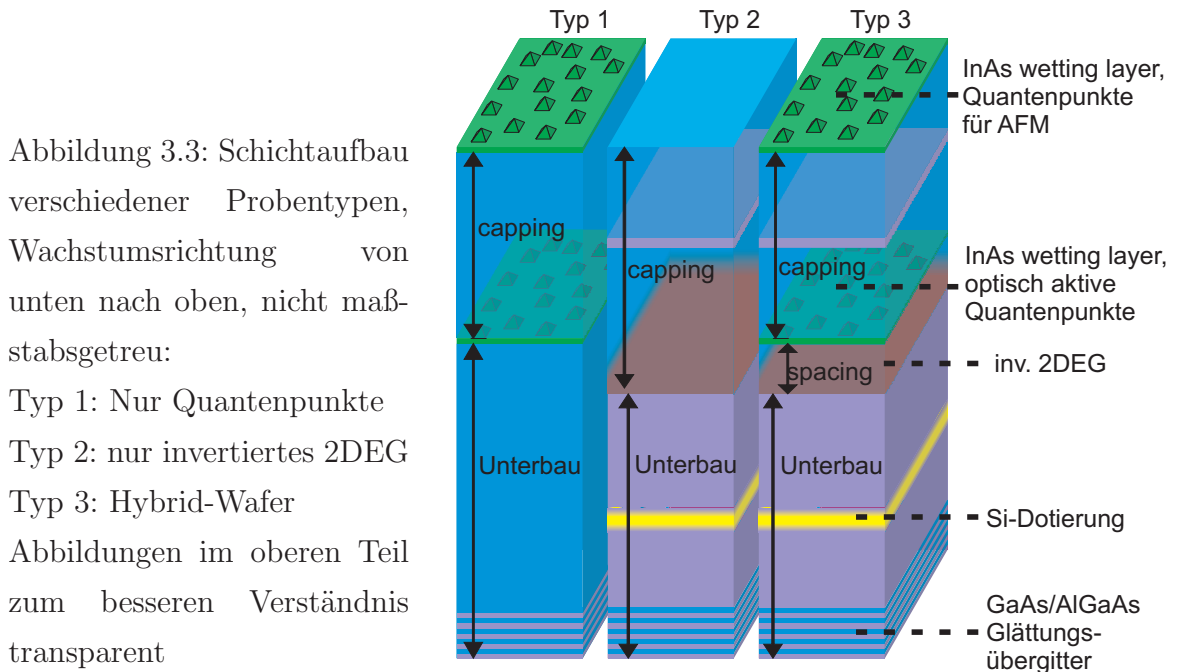 Abbildung 3.3: Schichtaufbau
verschiedener Probentypen,
Wachstumsrichtung von
unten nach oben, nicht maß-
stabsgetreu:
Typ 1: Nur Quantenpunkte
Typ 2: nur invertiertes 2DEG
Typ 3: Hybrid-Wafer
Abbildungen im oberen Teil
zum besseren Verständnis
transparent
Typ 1
Typ 2
Typ 3
capping
Unterbau
capping
Unterbau
capping
spacing
Unterbau
InAs wetting layer,
Quantenpunkte
für AFM
InAs wetting layer,
optisch aktive
Quantenpunkte
inv. 2DEG
Si-Dotierung
GaAs/AlGaAs
Glättungs-
übergitter